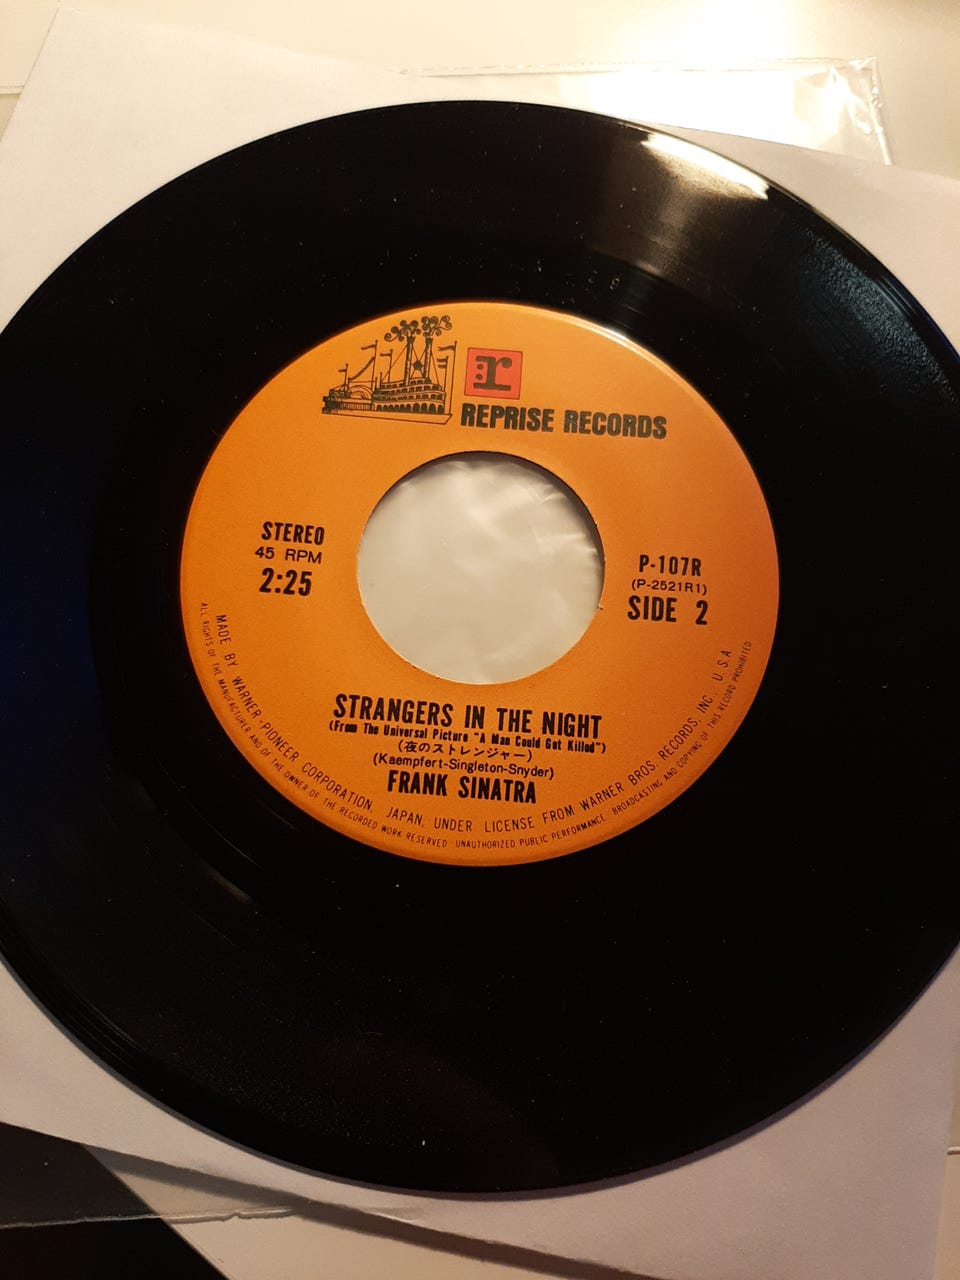 r
REPRISE RECORDS
STEREO
45 RPM
2:25
P-107R
(P-2521R1)
SIDE 2
STRANGERS IN THE NIGHT
(From The Universal Picture "A Man Could Get Killed")
(夜のストレンジャー)
(Kaempfert-Singleton-Snyder)
FRANK SINATRA
MADE BY WARNER-PIONEER CORPORATION, JAPAN, UNDER LICENSE FROM WARNER BROS. RECORDS, INC., U.S.A.
ALL RIGHTS OF THE MANUFACTURER AND OF THE OWNER OF THE RECORDED WORK RESERVED · UNAUTHORIZED PUBLIC PERFORMANCE · BROADCASTING AND COPYING OF THIS RECORD PROHIBITED